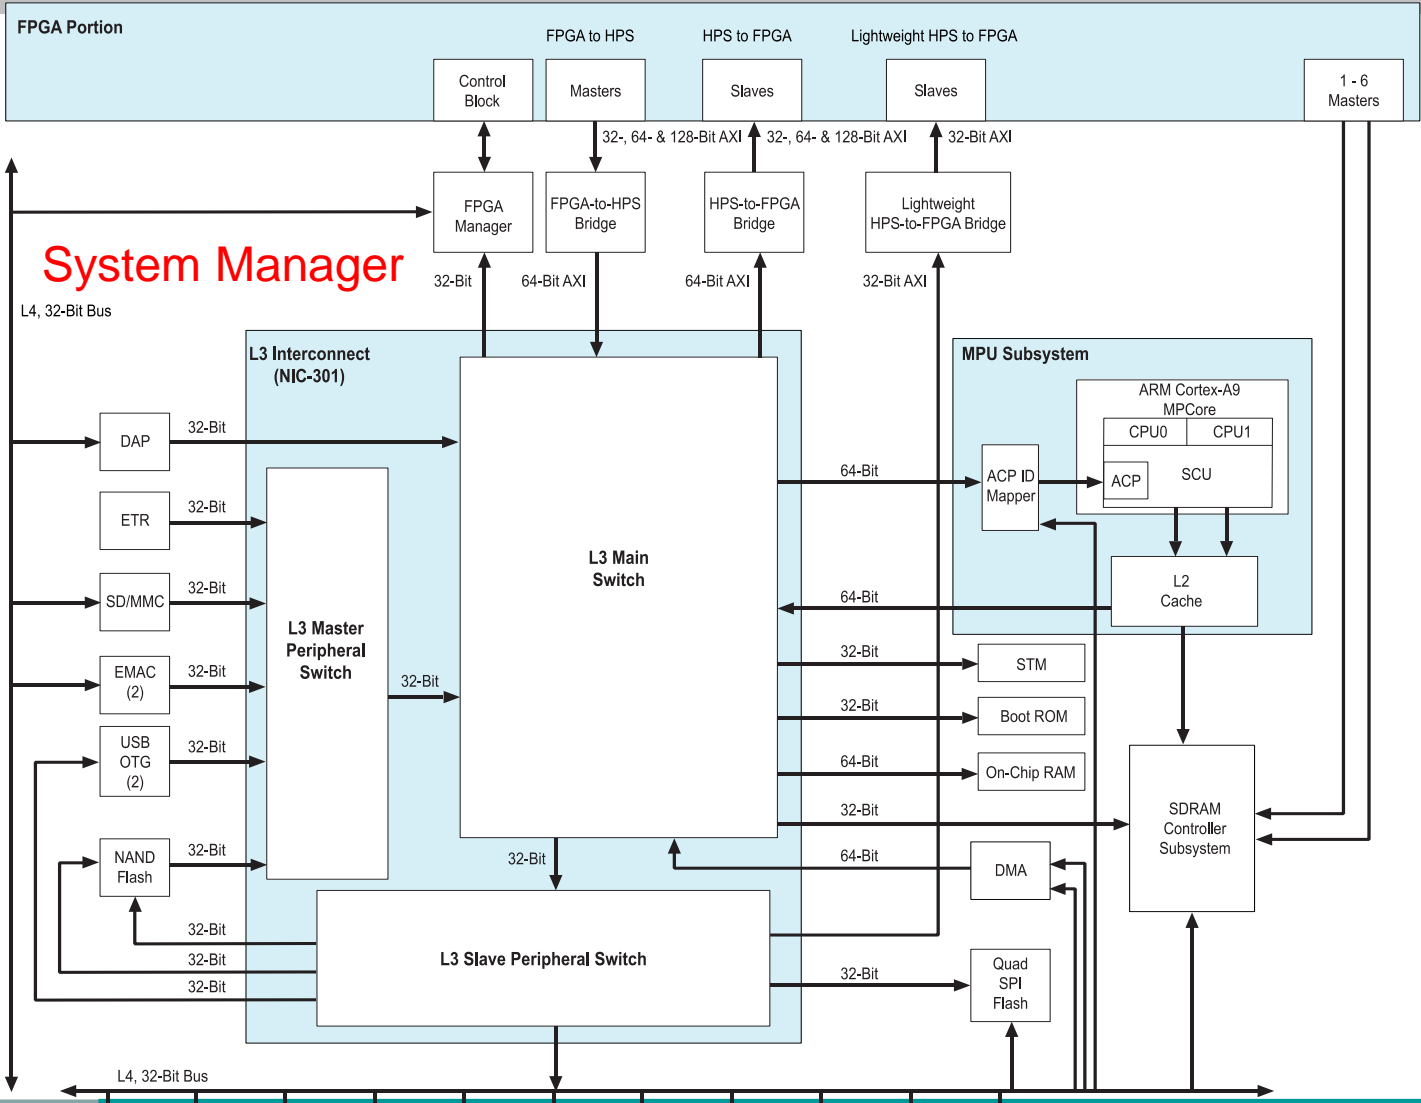 FPGA Portion
FPGA to HPS
HPS to FPGA
Lightweight HPS to FPGA
Control
Block
Masters
Slaves
Slaves
1 - 6
Masters
32-, 64- & 128-Bit AXI
32-, 64- & 128-Bit AXI
32-Bit AXI
FPGA
Manager
FPGA-to-HPS
Bridge
HPS-to-FPGA
Bridge
Lightweight
HPS-to-FPGA Bridge
System Manager
32-Bit
64-Bit AXI
64-Bit AXI
32-Bit AXI
L4, 32-Bit Bus
L3 Interconnect
(NIC-301)
MPU Subsystem
ARM Cortex-A9
MPCore
CPU0
CPU1
DAP
32-Bit
64-Bit
ACP ID
Mapper
ACP
SCU
ETR
32-Bit
L3 Main
Switch
L2
Cache
SD/MMC
32-Bit
64-Bit
L3 Master
Peripheral
Switch
EMAC
(2)
32-Bit
32-Bit
32-Bit
STM
32-Bit
Boot ROM
USB
OTG
(2)
32-Bit
64-Bit
On-Chip RAM
32-Bit
SDRAM
Controller
Subsystem
NAND
Flash
32-Bit
32-Bit
64-Bit
DMA
32-Bit
32-Bit
32-Bit
L3 Slave Peripheral Switch
32-Bit
Quad
SPI
Flash
L4, 32-Bit Bus